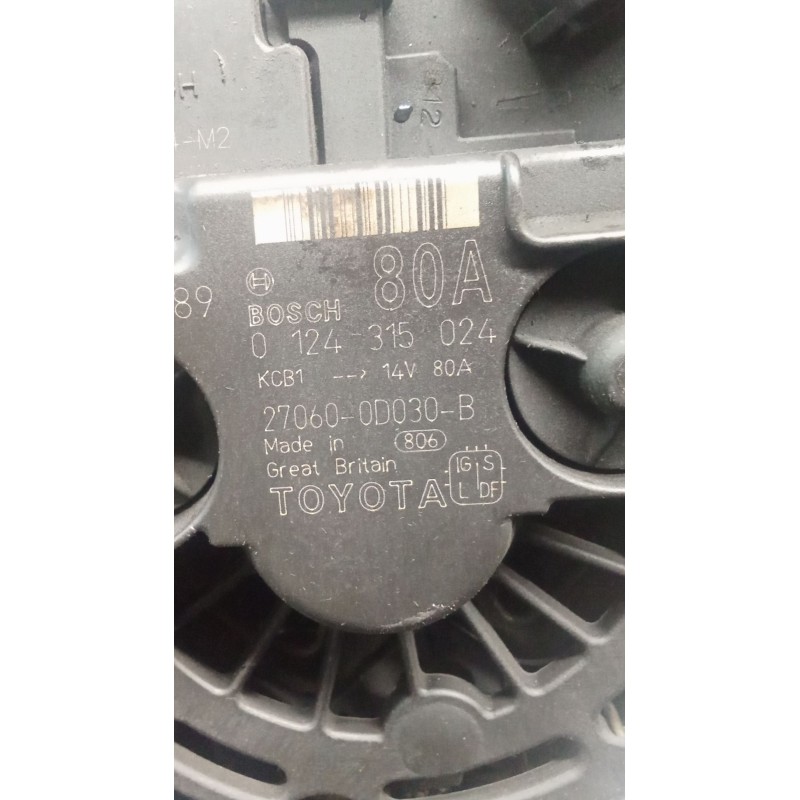 H
-M2
12
80A
89
BOSCH
0 124 315 024
KCB1 --> 14V 80A
27060-0D030-B
Made in 806
Great Britain
TOYOTA
IG S
L DF